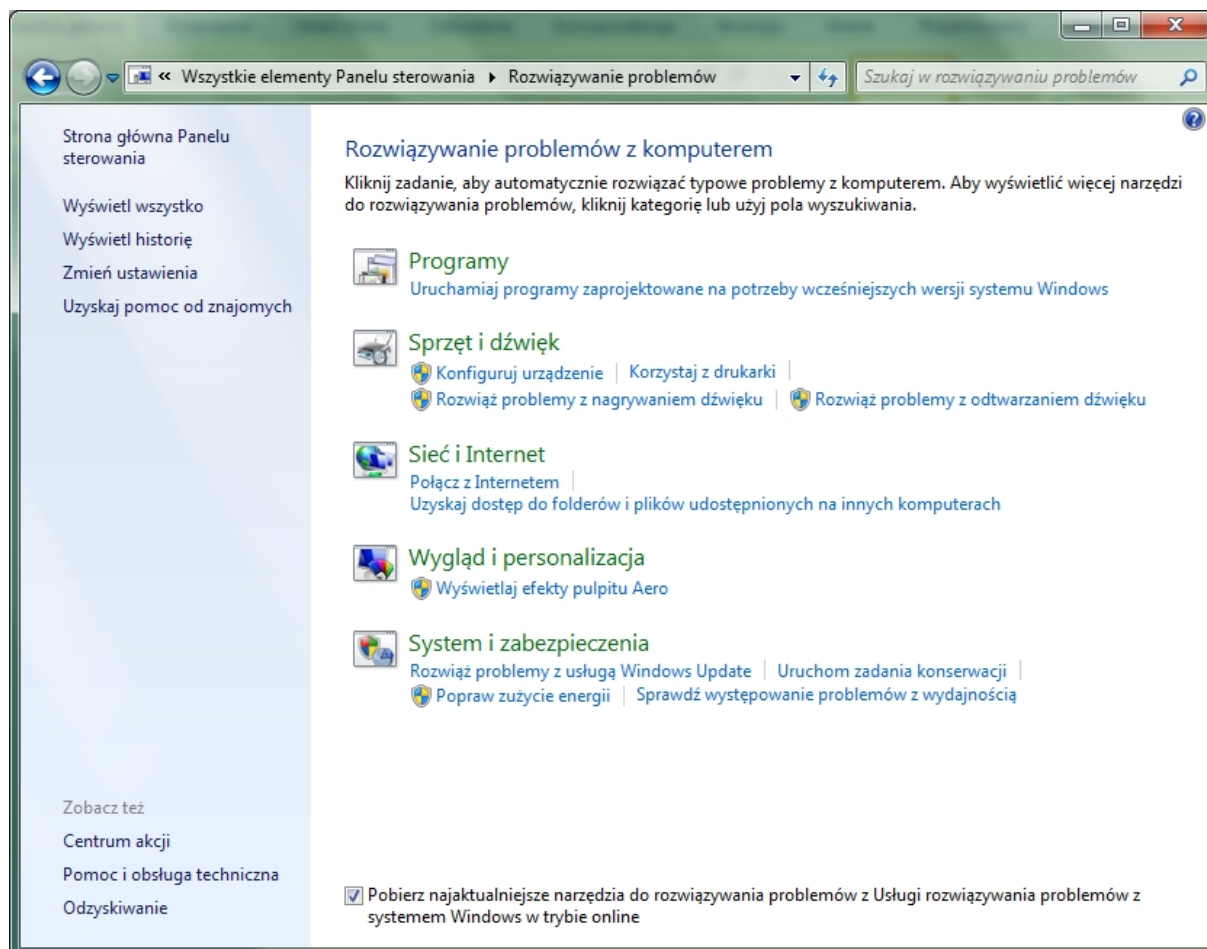 « Wszystkie elementy Panelu sterowania ▸ Rozwiązywanie problemów
Szukaj w rozwiązywaniu problemów
Strona główna Panelu
sterowania
Wyświetl wszystko
Wyświetl historię
Zmień ustawienia
Uzyskaj pomoc od znajomych
Rozwiązywanie problemów z komputerem
Kliknij zadanie, aby automatycznie rozwiązać typowe problemy z komputerem. Aby wyświetlić więcej narzędzi
do rozwiązywania problemów, kliknij kategorię lub użyj pola wyszukiwania.
Programy
Uruchamiaj programy zaprojektowane na potrzeby wcześniejszych wersji systemu Windows
Sprzęt i dźwięk
Konfiguruj urządzenie | Korzystaj z drukarki |
Rozwiąż problemy z nagrywaniem dźwięku | Rozwiąż problemy z odtwarzaniem dźwięku
Sieć i Internet
Połącz z Internetem |
Uzyskaj dostęp do folderów i plików udostępnionych na innych komputerach
Wygląd i personalizacja
Wyświetlaj efekty pulpitu Aero
System i zabezpieczenia
Rozwiąż problemy z usługą Windows Update | Uruchom zadania konserwacji |
Popraw zużycie energii | Sprawdź występowanie problemów z wydajnością
Zobacz też
Centrum akcji
Pomoc i obsługa techniczna
Odzyskiwanie
Pobierz najaktualniejsze narzędzia do rozwiązywania problemów z Usługi rozwiązywania problemów z
systemem Windows w trybie online